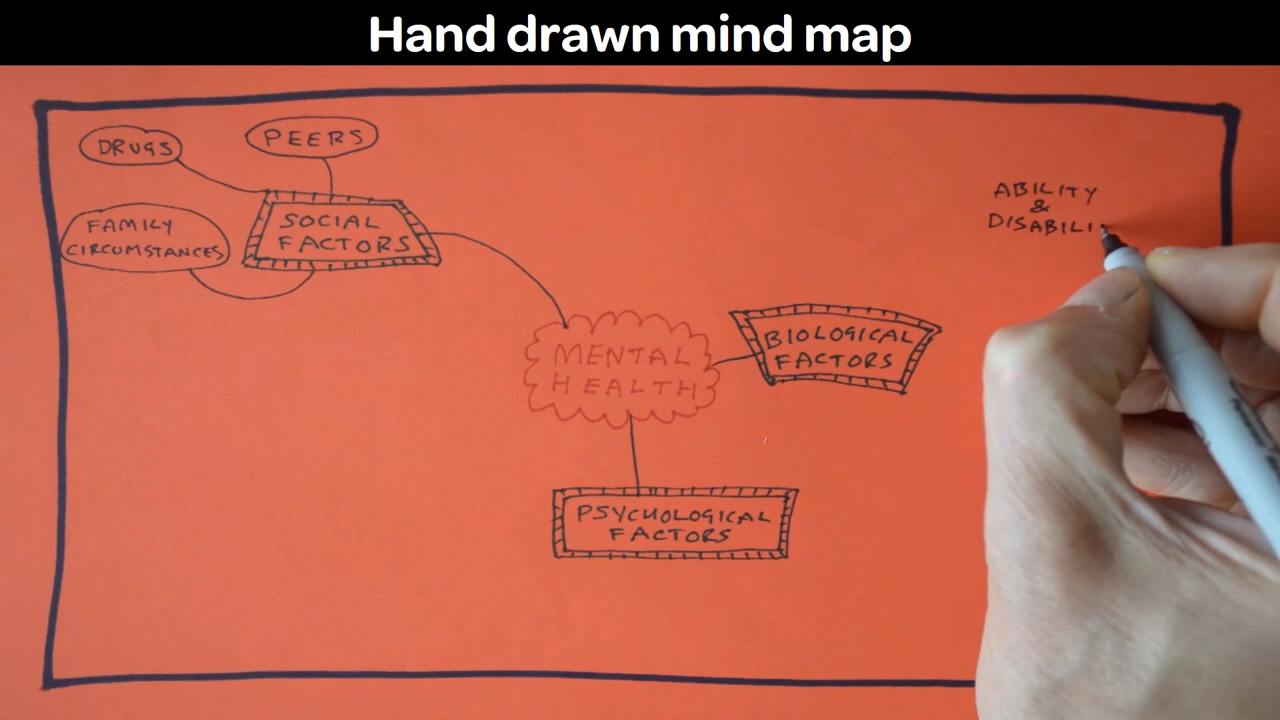 Hand drawn mind map
DRUGS
PEERS
FAMILY
CIRCUMSTANCES
SOCIAL
FACTORS
MENTAL
HEALTH
BIOLOGICAL
FACTORS
PSYCHOLOGICAL
FACTORS
ABILITY
&
DISABILI